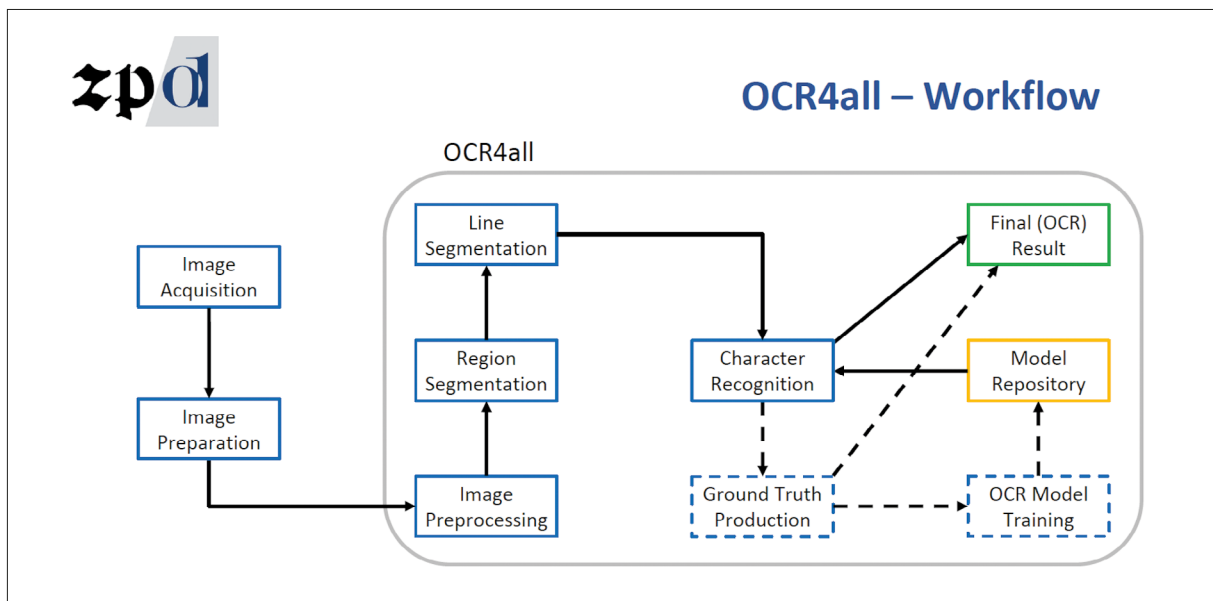 zpd
OCR4all – Workflow
OCR4all
Image
Acquisition
Image
Preparation
Line
Segmentation
Region
Segmentation
Image
Preprocessing
Character
Recognition
Ground Truth
Production
Final (OCR)
Result
Model
Repository
OCR Model
Training